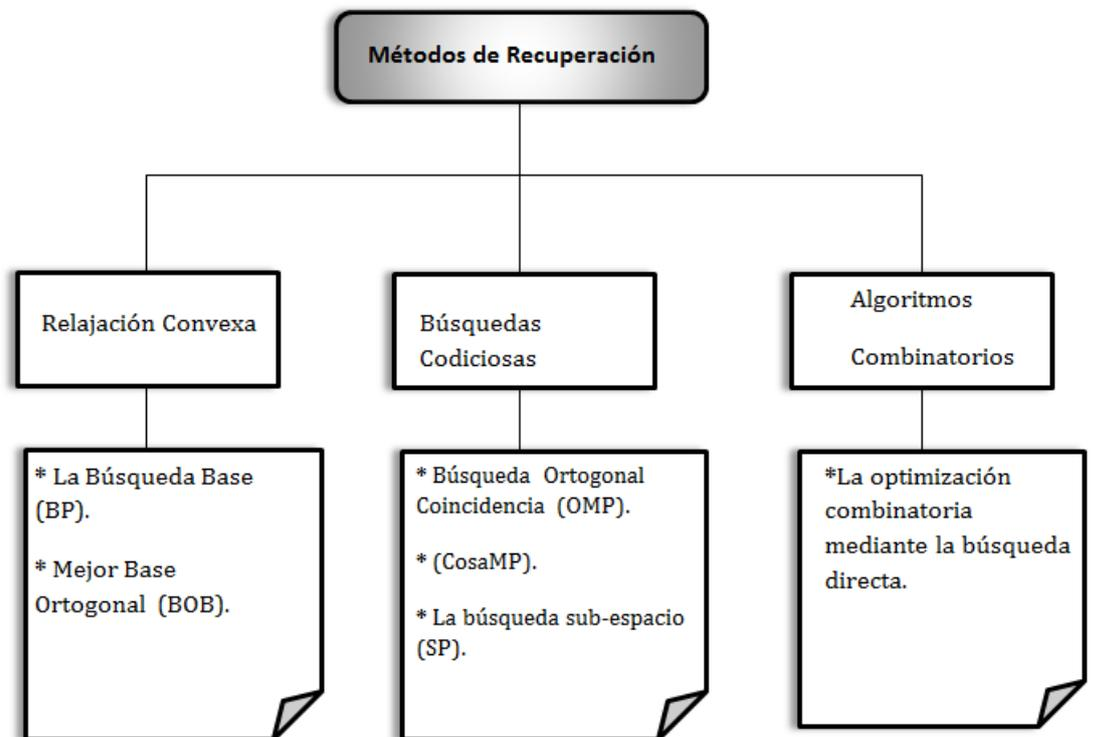 Métodos de Recuperación
Relajación Convexa
Búsquedas
Codiciosas
Algoritmos
Combinatorios
* La Búsqueda Base
(BP).
* Mejor Base
Ortogonal (BOB).
* Búsqueda Ortogonal
Coincidencia (OMP).
* (CosaMP).
* La búsqueda sub-espacio
(SP).
*La optimización
combinatoria
mediante la búsqueda
directa.